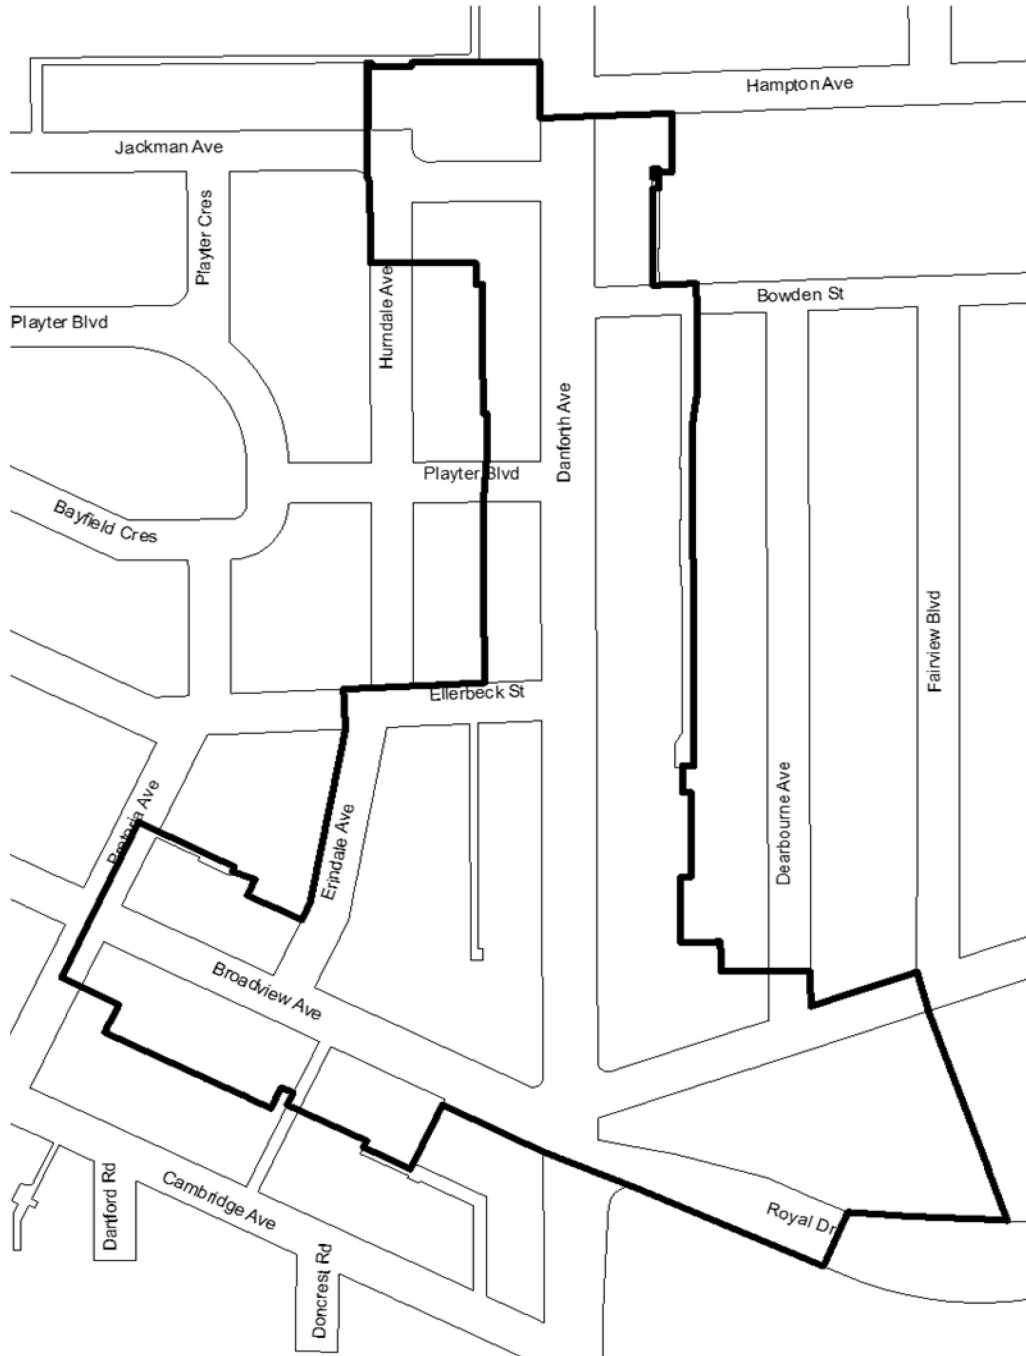 Hampton Ave
Jackman Ave
Playter Cres
Hurndale Ave
Bowden St
Playter Blvd
Danforth Ave
Playter Blvd
Bayfield Cres
Fairview Blvd
Ellerbeck St
Pretoria Ave
Erindale Ave
Dearbourne Ave
Broadview Ave
Cambridge Ave
Royal Dr
Dartford Rd
Doncrest Rd